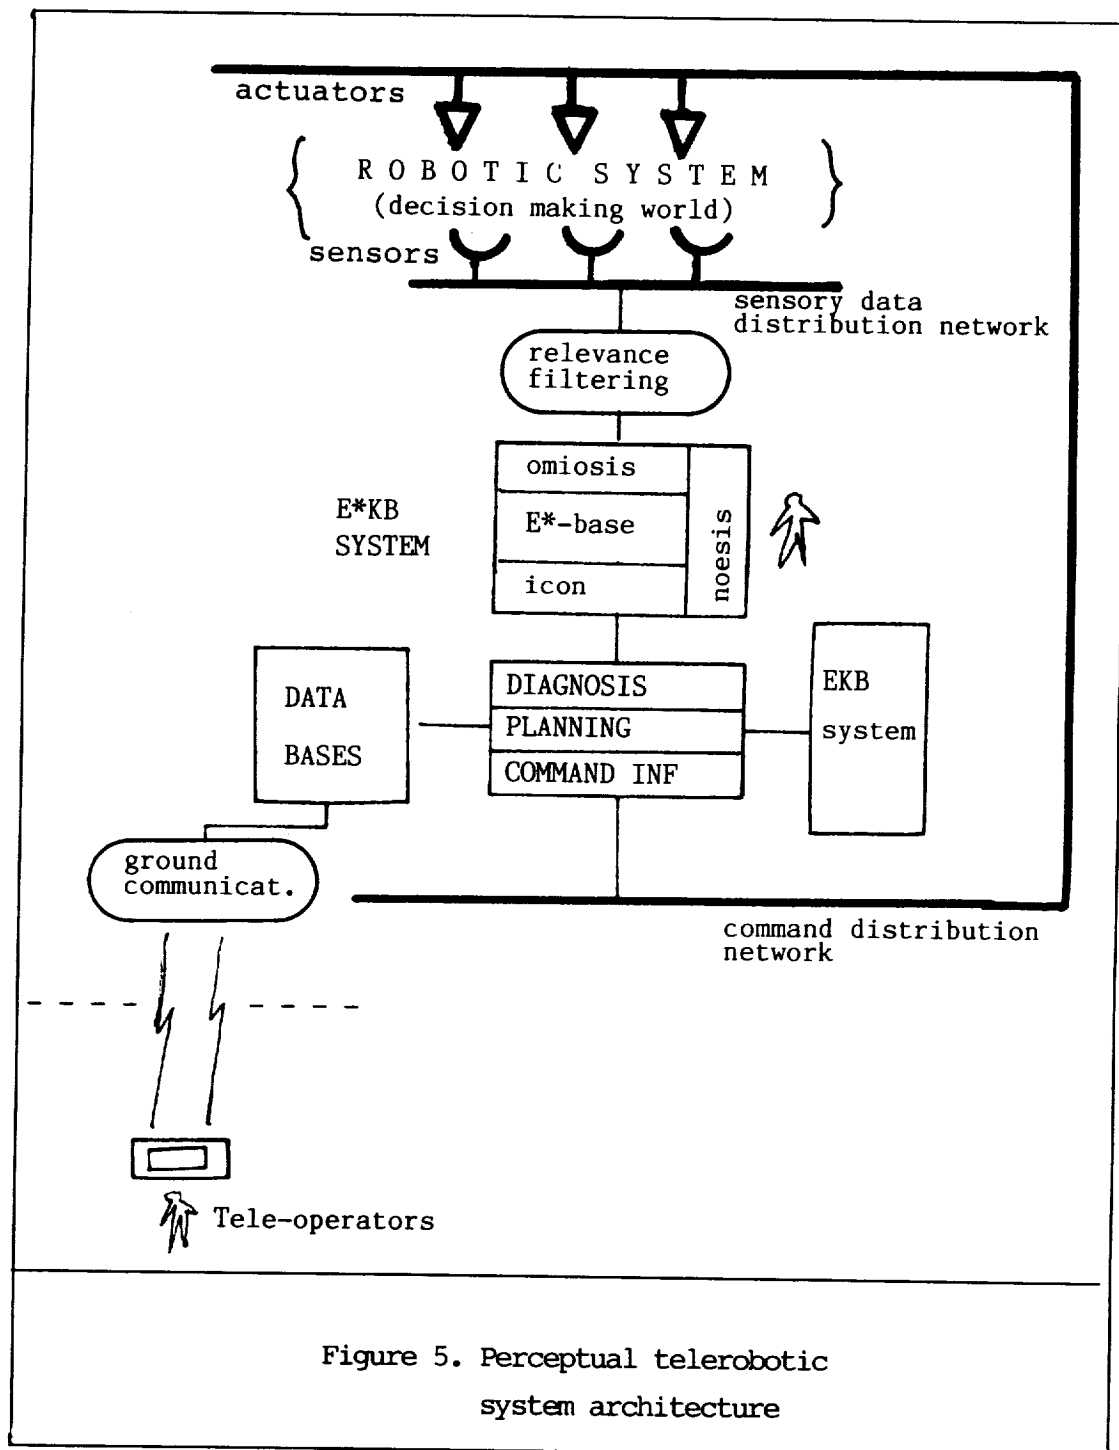 actuators
R O B O T I C S Y S T E M
(decision making world)
sensors
sensory data
distribution network
relevance
filtering
omiosis
E*-base
icon
noesis
E*KB
SYSTEM
DATA
BASES
DIAGNOSIS
PLANNING
COMMAND INF
EKB
system
ground
communicat.
command distribution
network
Tele-operators
Figure 5. Perceptual telerobotic
system architecture